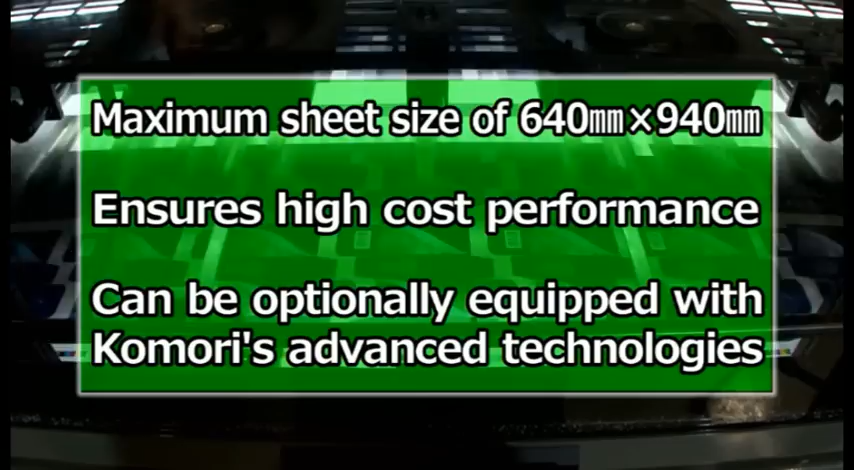 Maximum sheet size of 640㎜×940㎜
Ensures high cost performance
Can be optionally equipped with
Komori's advanced technologies